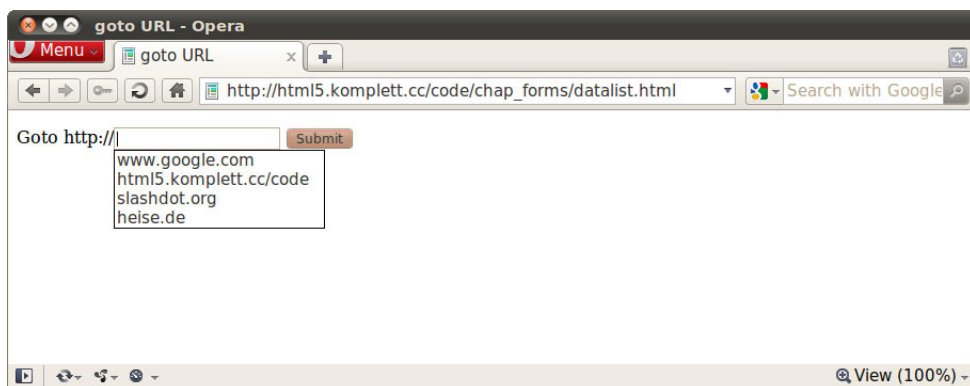 goto URL - Opera
Menu
goto URL
http://html5.komplett.cc/code/chap_forms/datalist.html
Search with Google
Goto http://
Submit
www.google.com
html5.komplett.cc/code
slashdot.org
heise.de
View (100%)